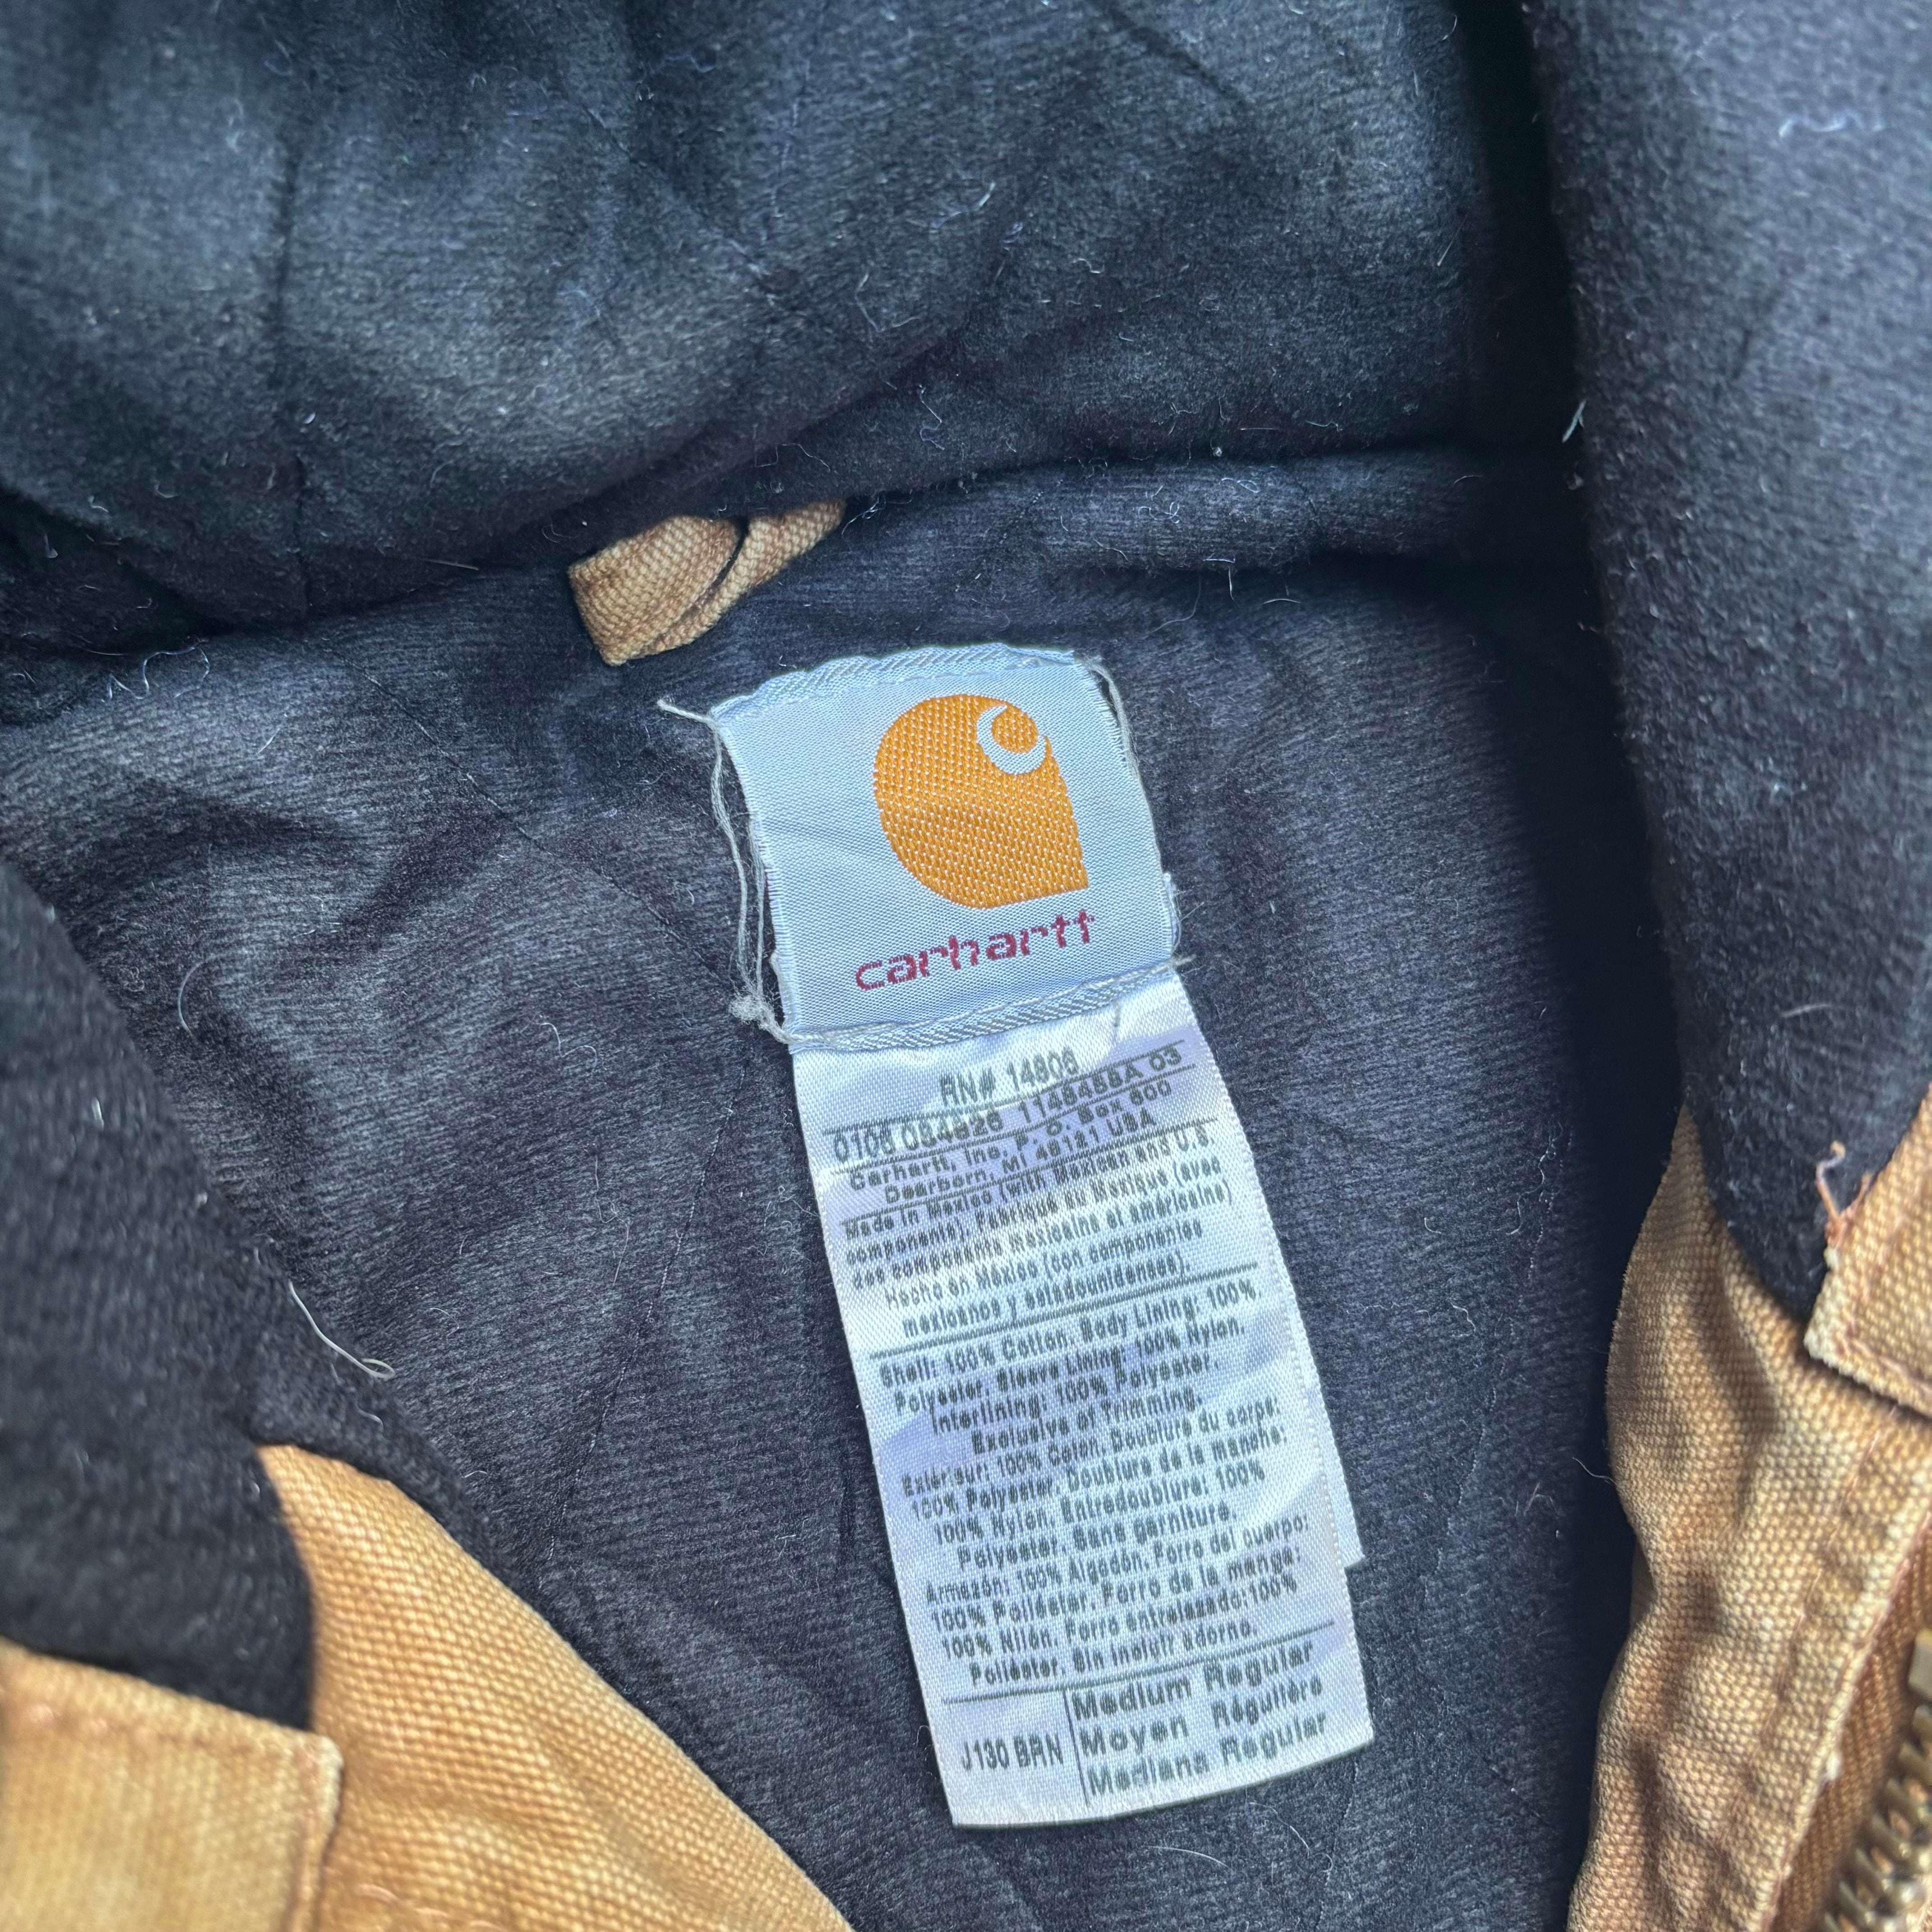 carhartt
RN# 14806
0106 084826 1148458A 03
Carhartt, Inc. P. O. Box 600
Dearborn, MI 48121 USA
Made in Mexico (with Mexican and U.S.
components). Fabriqué au Mexique (avec
des composants mexicains et américains)
Hecho en México (con componentes
mexicanos y estadounidenses).
Shell: 100% Cotton. Body Lining: 100%
Polyester. Sleeve Lining: 100% Nylon.
Interlining: 100% Polyester.
Exclusive of Trimming.
Extérieur: 100% Coton. Doublure du corps:
100% Polyester. Doublure de la manche:
100% Nylon. Entredoublure: 100%
Polyester. Sans garniture.
Armazón: 100% Algodón. Forro del cuerpo:
100% Poliéster. Forro de la manga:
100% Nilón. Forro entrelazado: 100%
Poliéster. Sin incluir adorno.
J130 BRN
Medium Regular
Moyen Régulière
Mediana Regular